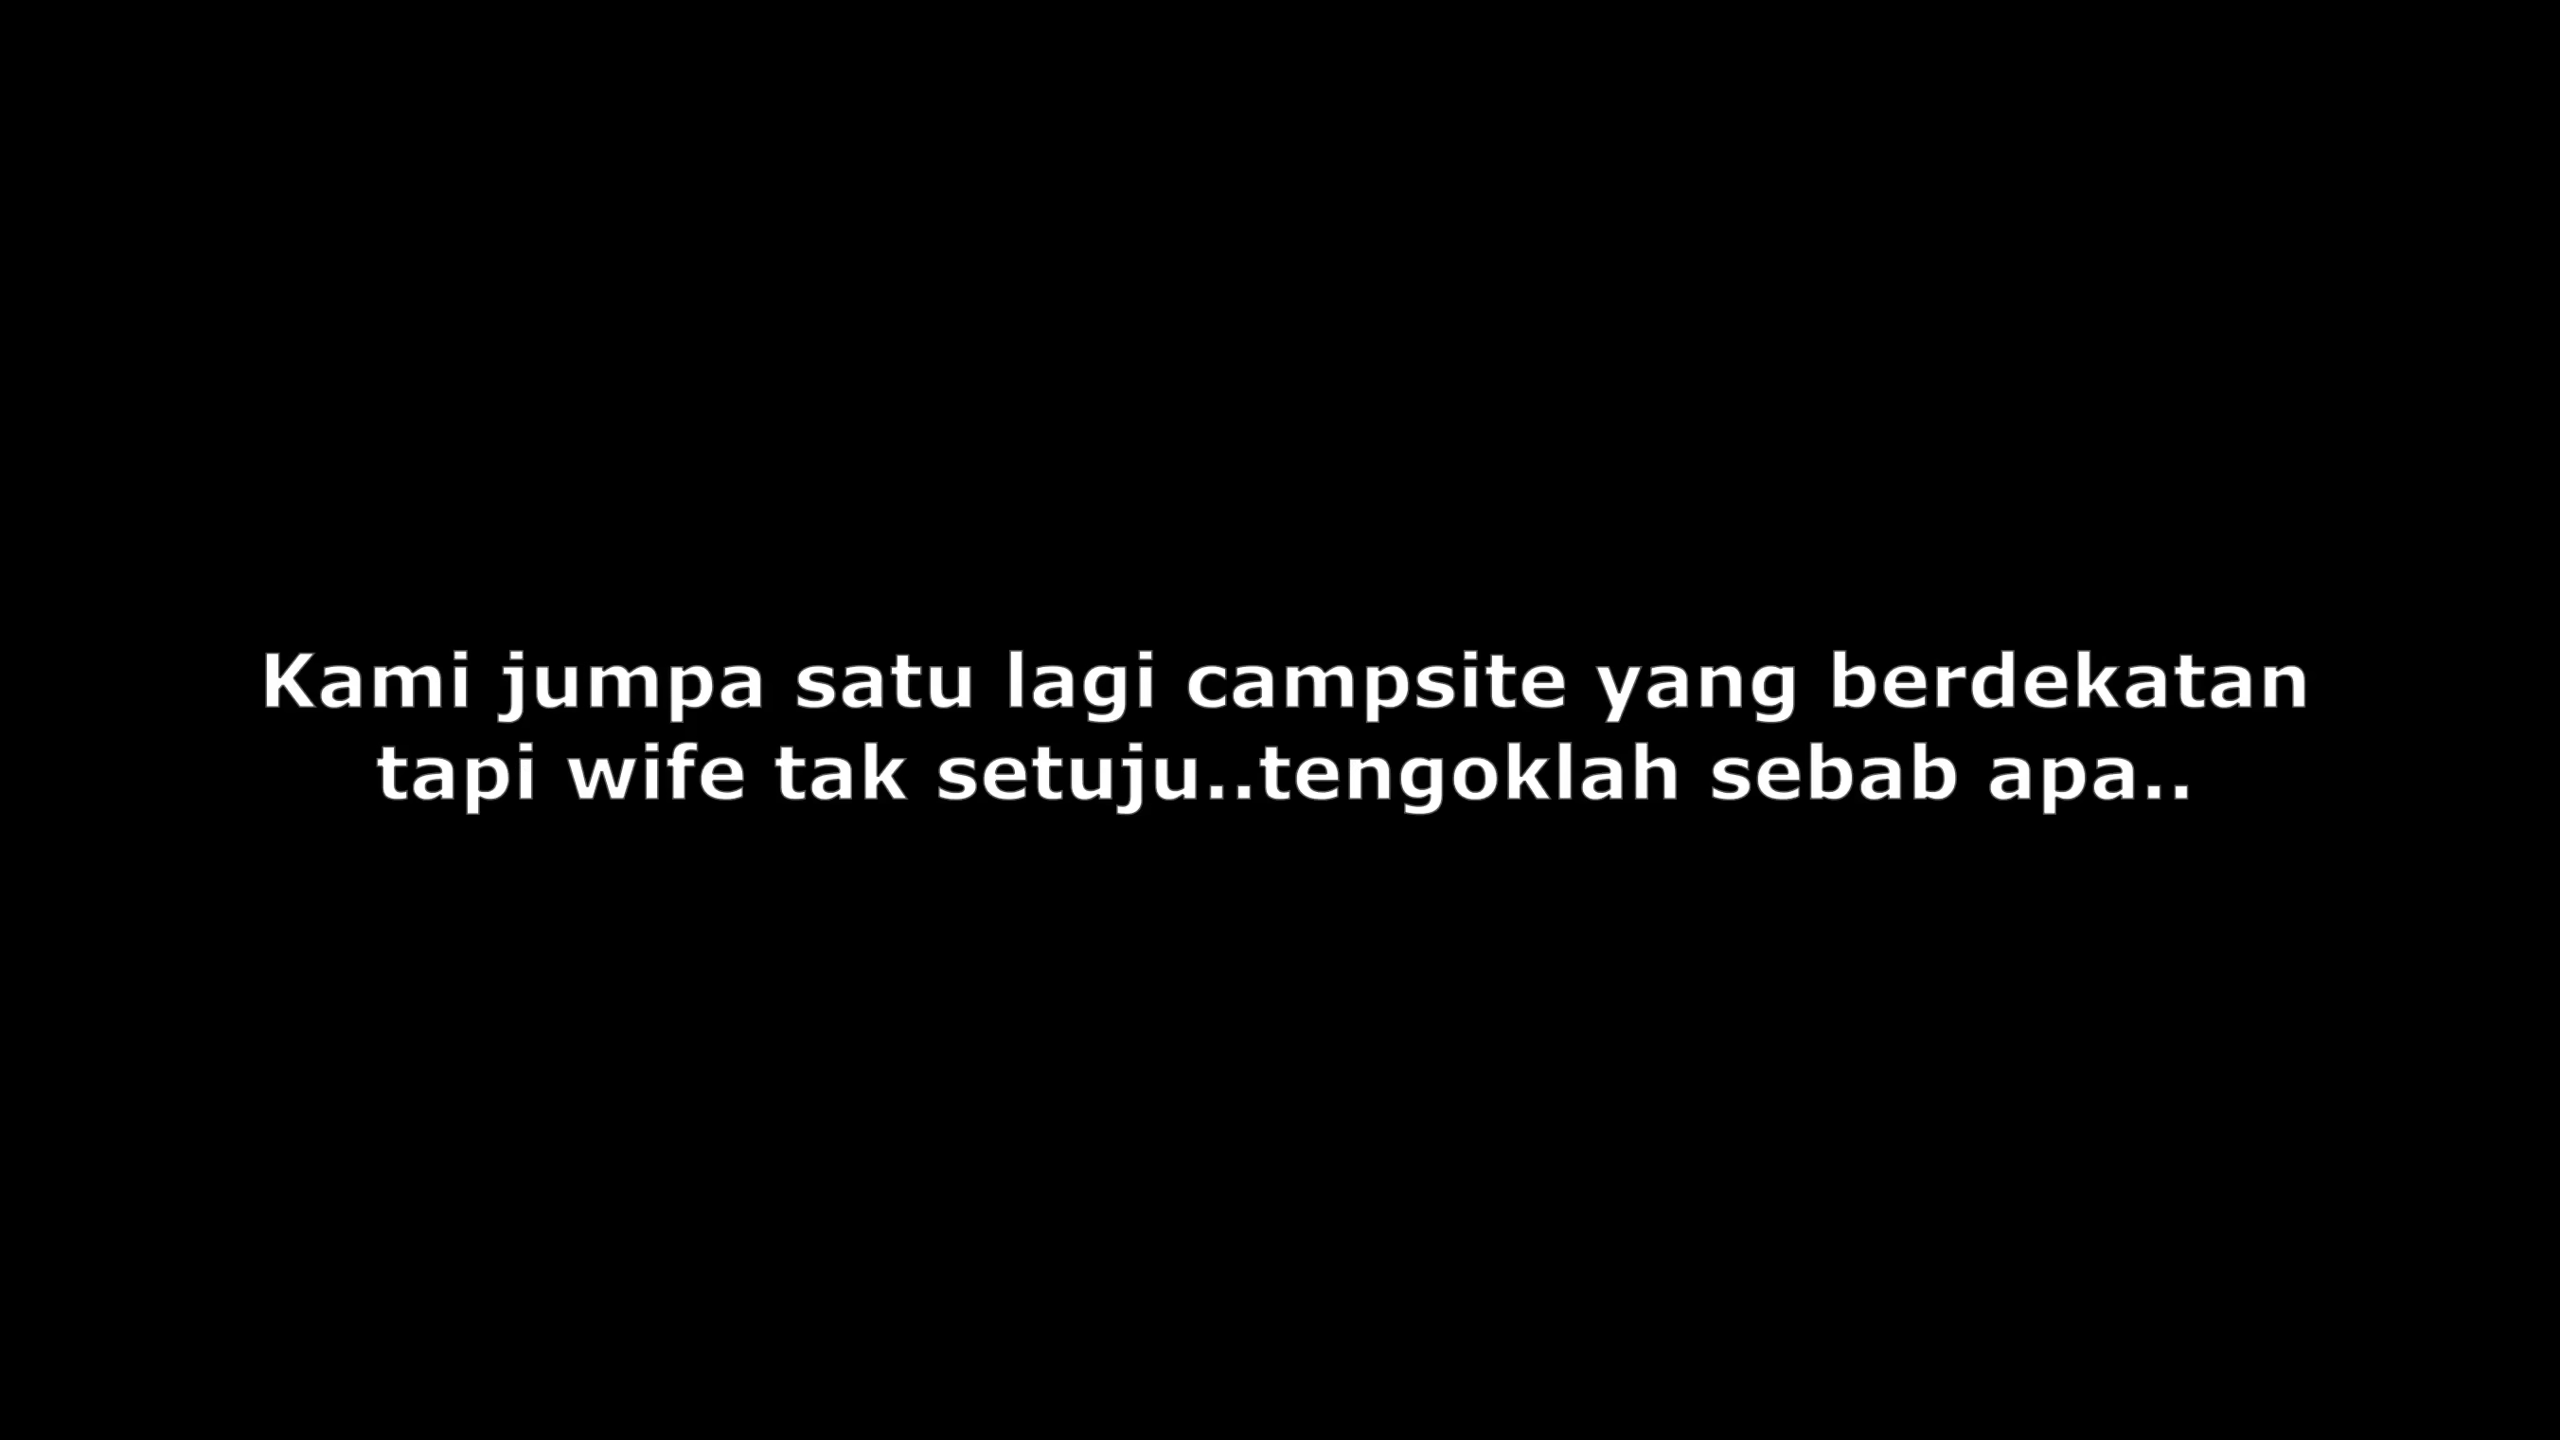 Kami jumpa satu lagi campsite yang berdekatan
tapi wife tak setuju..tengoklah sebab apa..